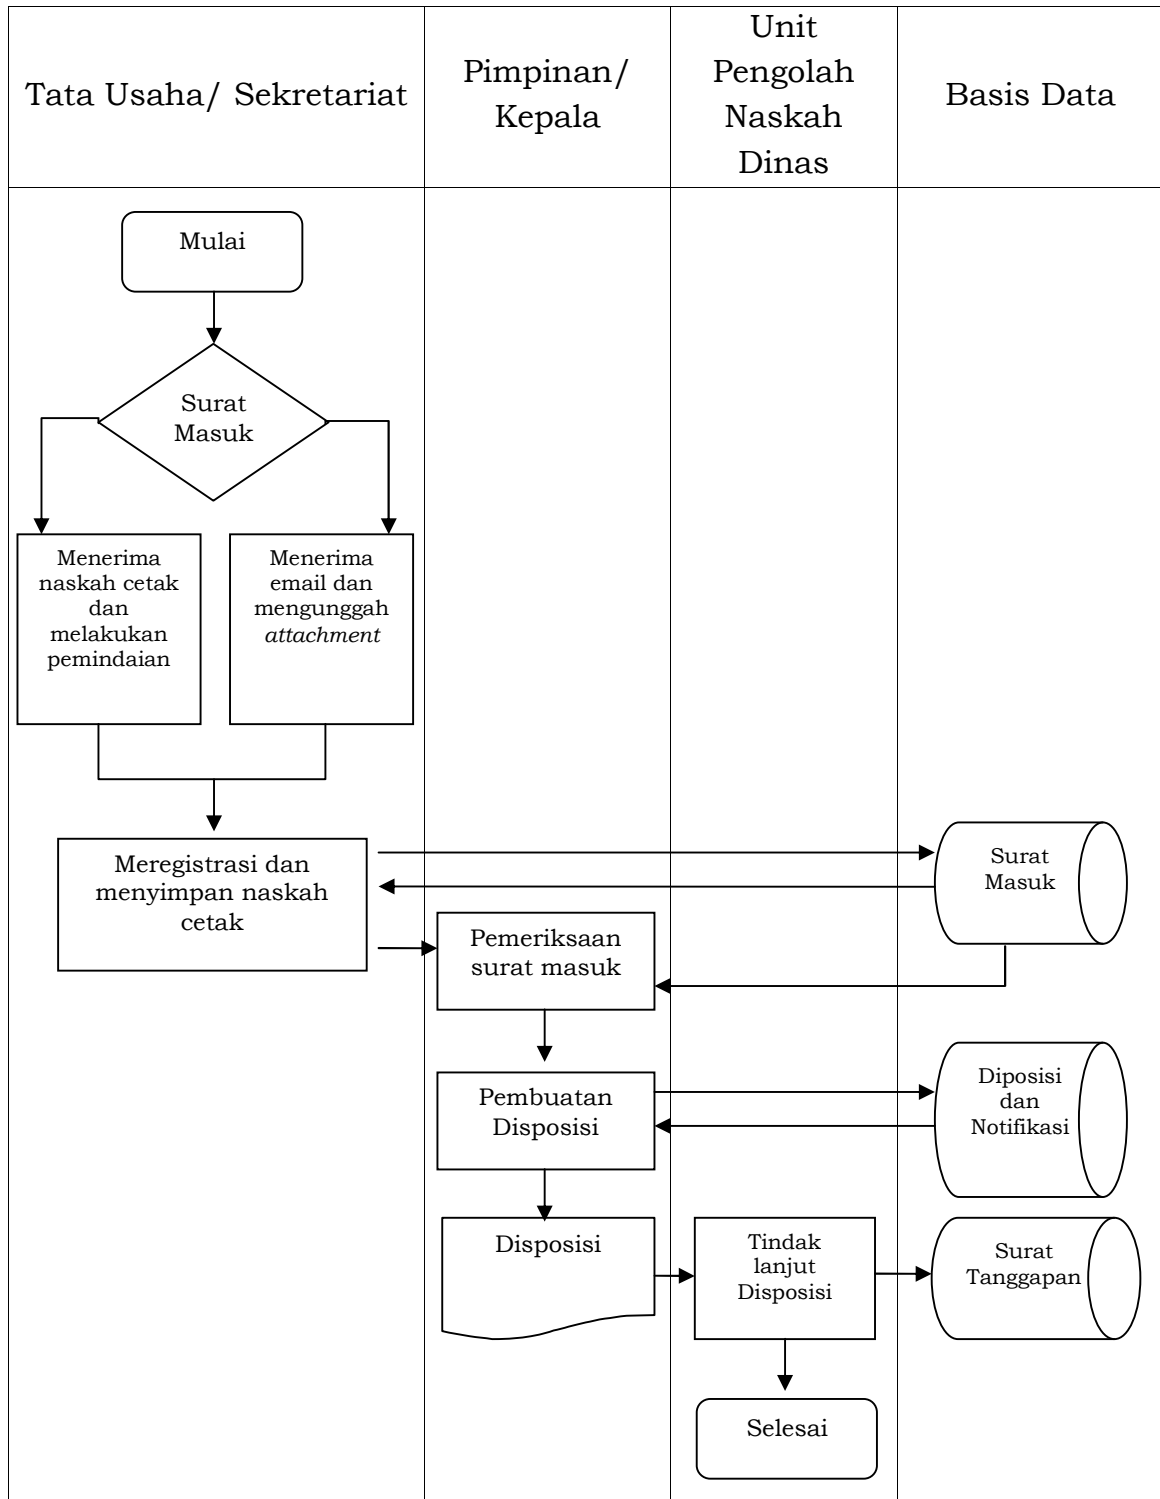 Tata Usaha/ Sekretariat
Pimpinan/
Kepala
Unit
Pengolah
Naskah
Dinas
Basis Data
Mulai
Surat
Masuk
Menerima
naskah cetak
dan
melakukan
pemindaian
Menerima
email dan
mengunggah
attachment
Meregistrasi dan
menyimpan naskah
cetak
Surat
Masuk
Pemeriksaan
surat masuk
Pembuatan
Disposisi
Diposisi
dan
Notifikasi
Disposisi
Tindak
lanjut
Disposisi
Surat
Tanggapan
Selesai